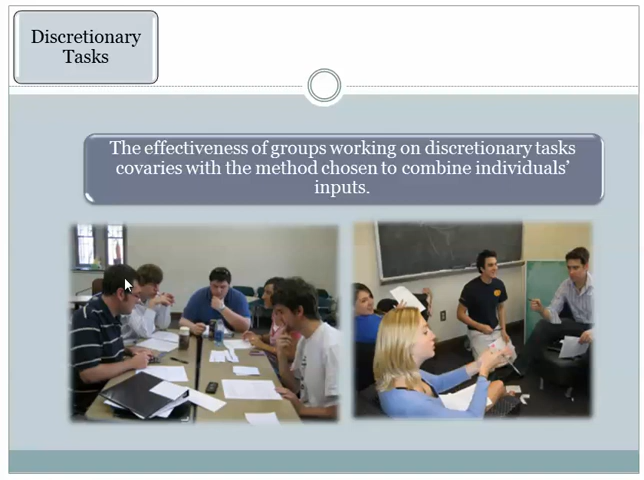 Discretionary
Tasks
The effectiveness of groups working on discretionary tasks
covaries with the method chosen to combine individuals’
inputs.